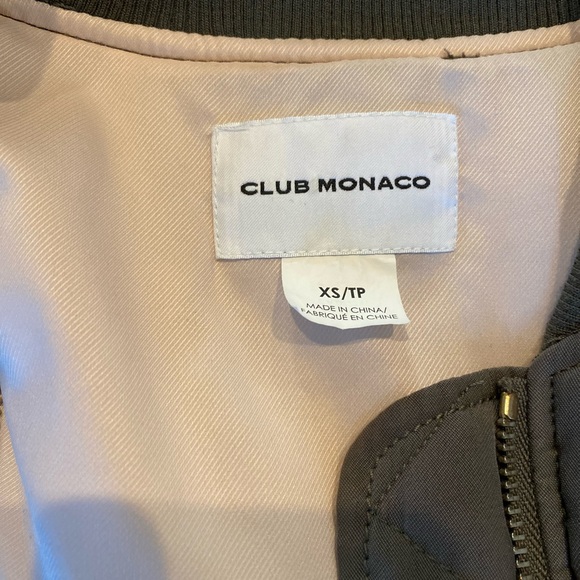 CLUB MONACO
XS/TP
MADE IN CHINA/
FABRIQUÉ EN CHINE